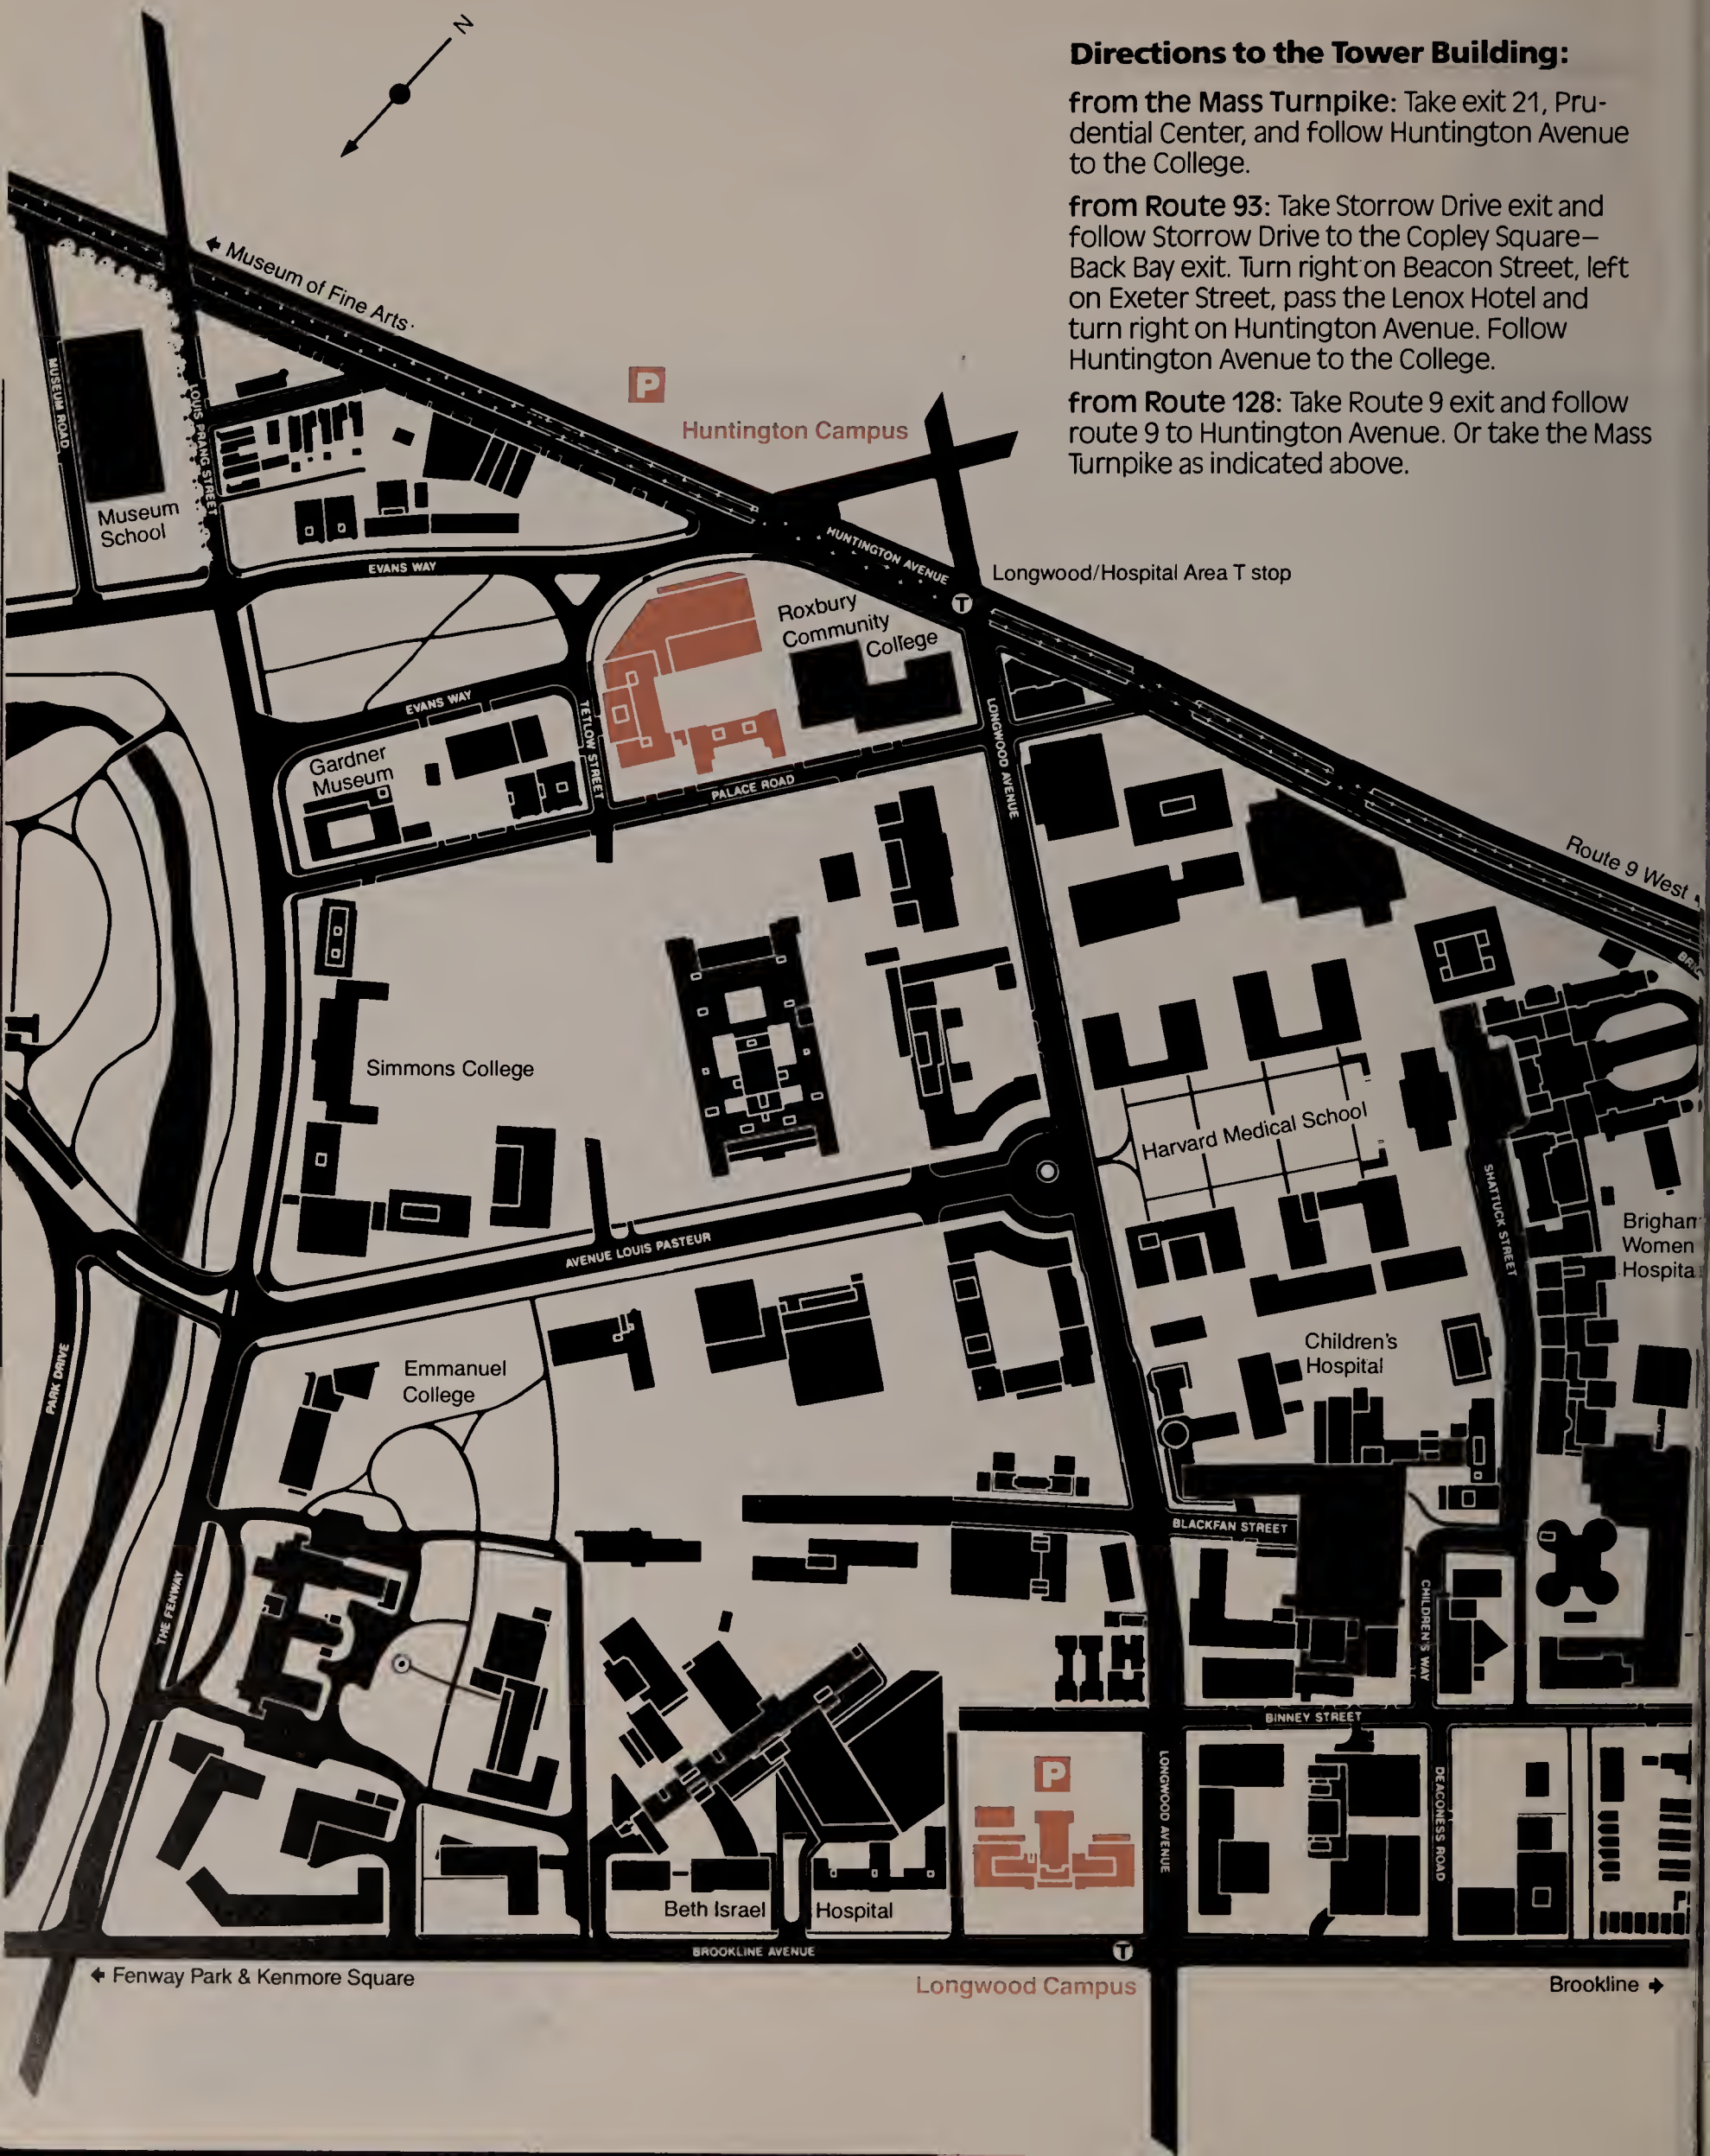 N
Directions to the Tower Building:
from the Mass Turnpike: Take exit 21, Pru-
dential Center, and follow Huntington Avenue
to the College.
from Route 93: Take Storrow Drive exit and
follow Storrow Drive to the Copley Square–
Back Bay exit. Turn right on Beacon Street, left
on Exeter Street, pass the Lenox Hotel and
turn right on Huntington Avenue. Follow
Huntington Avenue to the College.
from Route 128: Take Route 9 exit and follow
route 9 to Huntington Avenue. Or take the Mass
Turnpike as indicated above.
← Museum of Fine Arts
P
Huntington Campus
MUSEUM ROAD
LOUIS PRANG STREET
Museum
School
HUNTINGTON AVENUE
EVANS WAY
Longwood/Hospital Area T stop
T
Roxbury
Community
College
EVANS WAY
TETLOW STREET
LONGWOOD AVENUE
Gardner
Museum
PALACE ROAD
Route 9 West
Simmons College
Harvard Medical School
SHATTUCK STREET
Brigham
Women
Hospita
AVENUE LOUIS PASTEUR
PARK DRIVE
Emmanuel
College
Children's
Hospital
BLACKFAN STREET
THE FENWAY
CHILDREN'S WAY
BINNEY STREET
P
LONGWOOD AVENUE
DEACONESS ROAD
Beth Israel
Hospital
BROOKLINE AVENUE
T
← Fenway Park & Kenmore Square
Longwood Campus
Brookline →